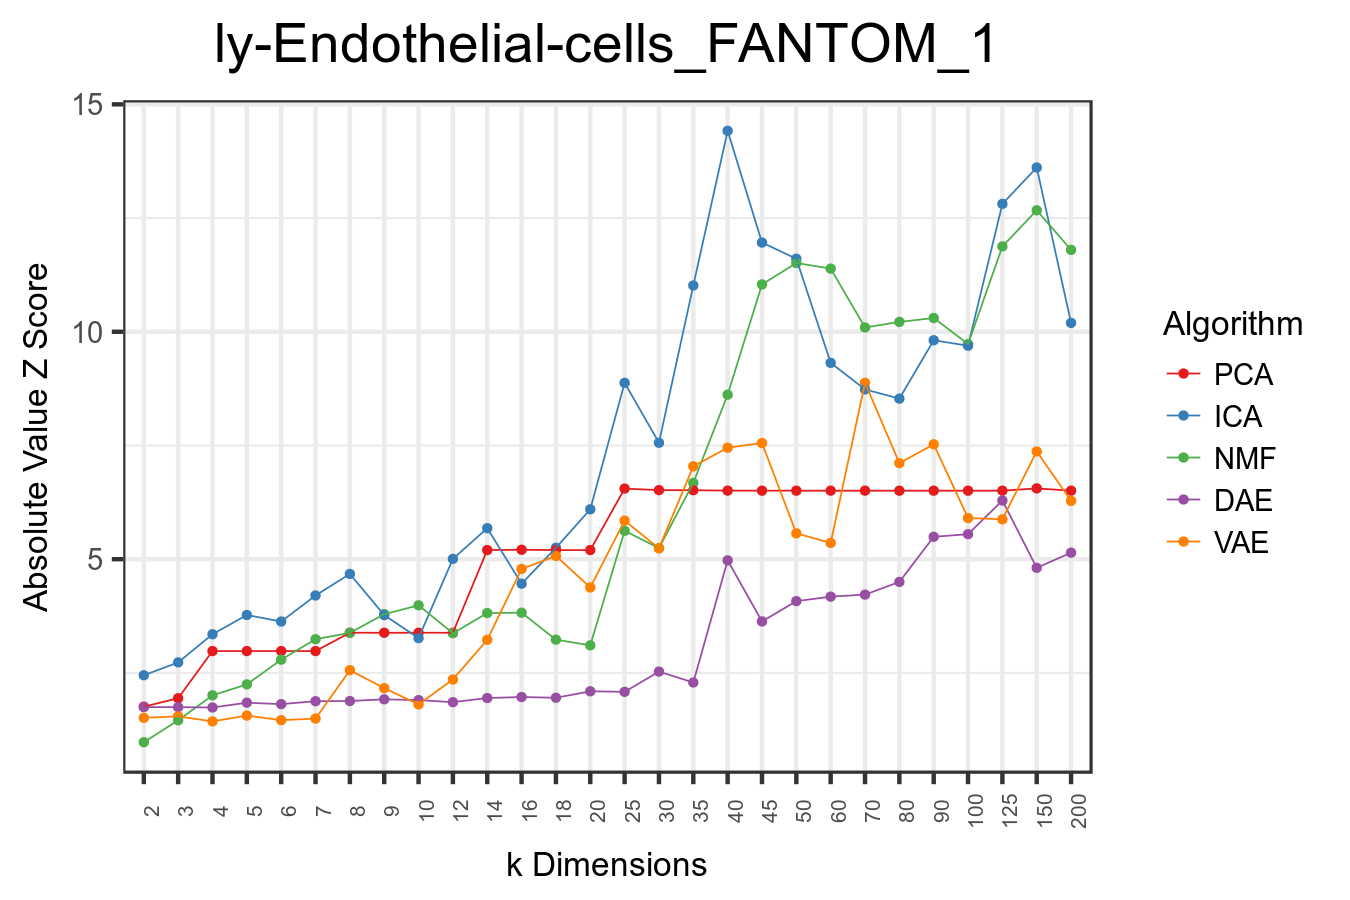 ly-Endothelial-cells_FANTOM_1
15
10
5
Absolute Value Z Score
2 3 4 5 6 7 8 9 10 12 14 16 18 20 25 30 35 40 45 50 60 70 80 90 100 125 150 200
k Dimensions
Algorithm
PCA
ICA
NMF
DAE
VAE